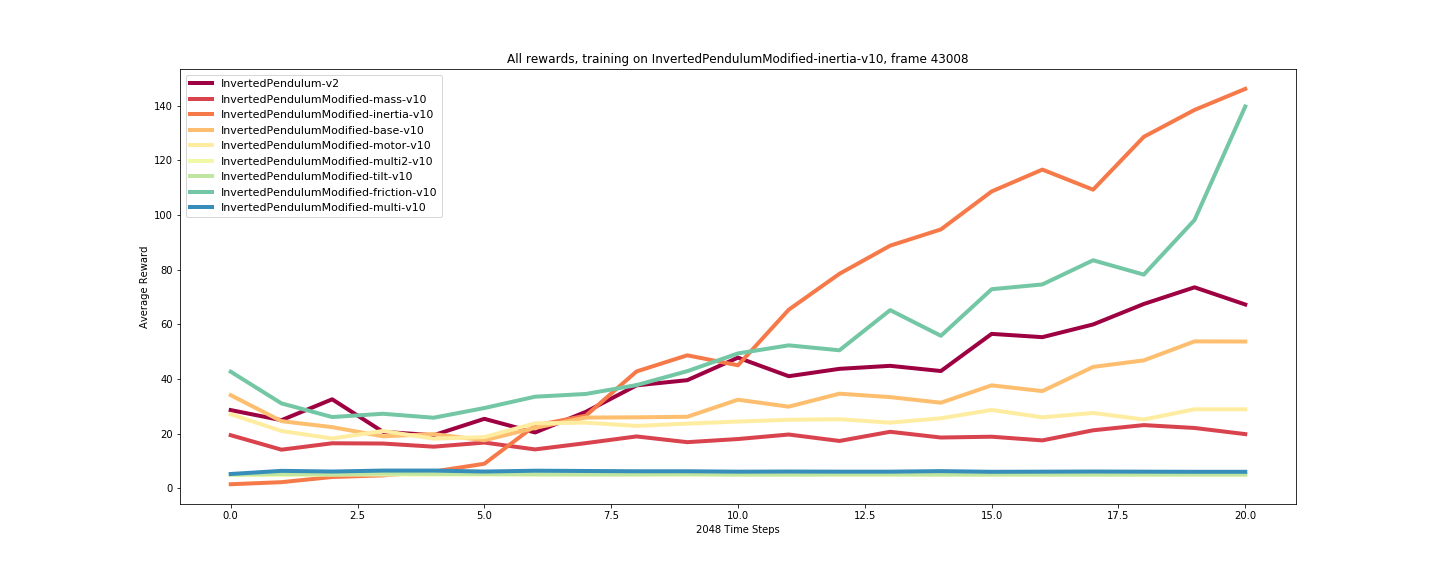 All rewards, training on InvertedPendulumModified-inertia-v10, frame 43008
InvertedPendulum-v2
InvertedPendulumModified-mass-v10
InvertedPendulumModified-inertia-v10
InvertedPendulumModified-base-v10
InvertedPendulumModified-motor-v10
InvertedPendulumModified-multi2-v10
InvertedPendulumModified-tilt-v10
InvertedPendulumModified-friction-v10
InvertedPendulumModified-multi-v10
140
120
100
80
60
40
20
0
Average Reward
0.0 2.5 5.0 7.5 10.0 12.5 15.0 17.5 20.0
2048 Time Steps